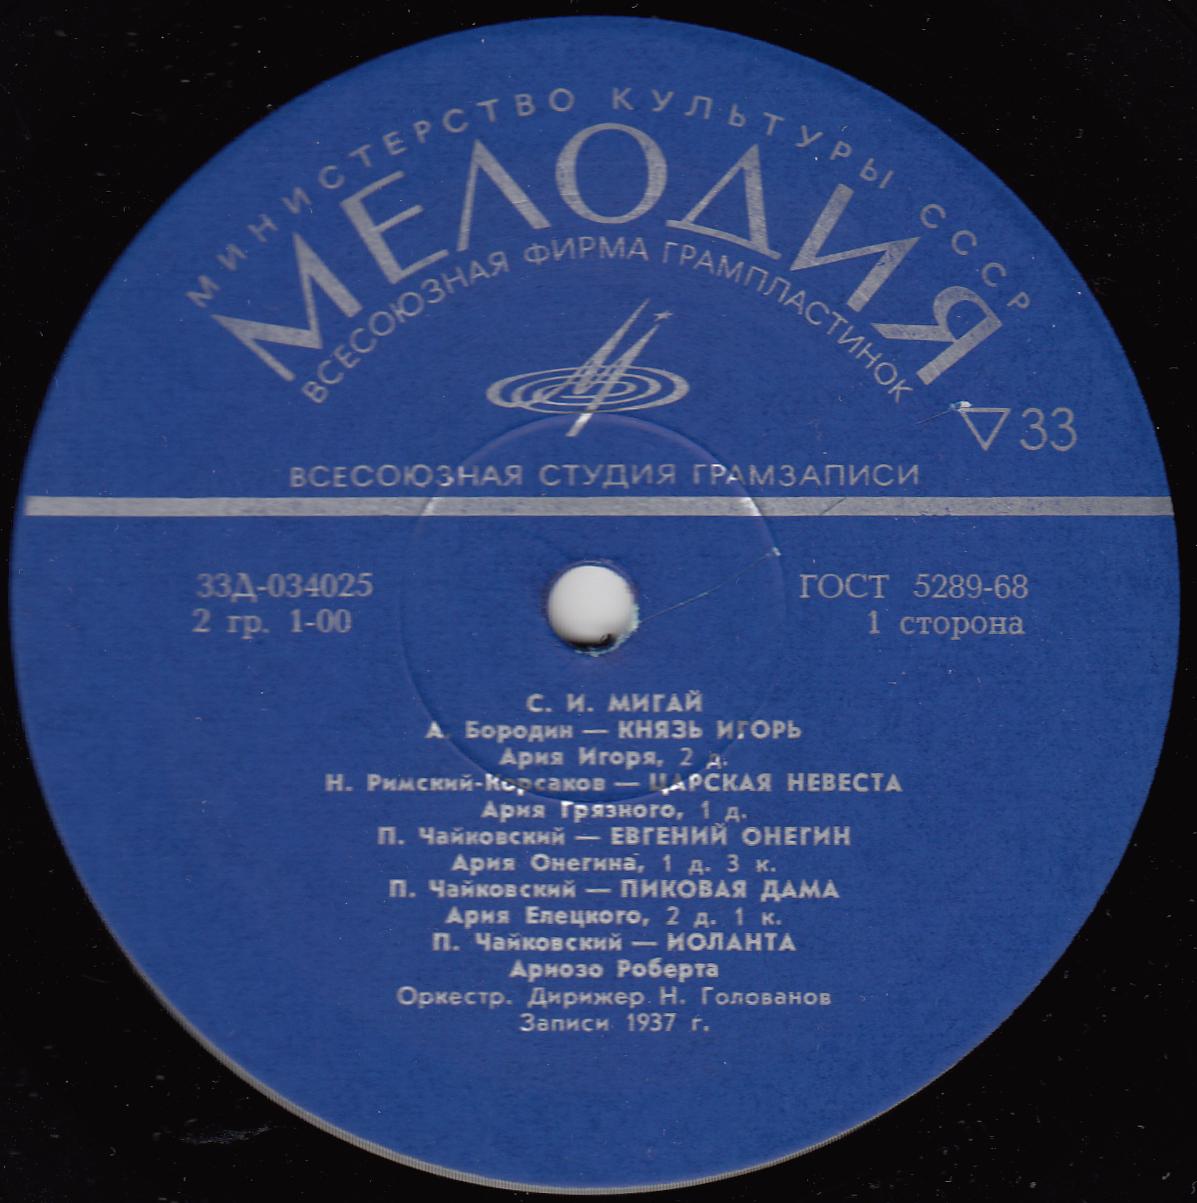 МИНИСТЕРСТВО КУЛЬТУРЫ СССР
МЕЛОДИЯ
ВСЕСОЮЗНАЯ ФИРМА ГРАМПЛАСТИНОК
33
ВСЕСОЮЗНАЯ СТУДИЯ ГРАМЗАПИСИ
33Д-034025
2 гр. 1-00
ГОСТ 5289-68
1 сторона
С. И. МИГАЙ
А. Бородин — КНЯЗЬ ИГОРЬ
Ария Игоря, 2 д.
Н. Римский-Корсаков — ЦАРСКАЯ НЕВЕСТА
Ария Грязного, 1 д.
П. Чайковский — ЕВГЕНИЙ ОНЕГИН
Ария Онегина, 1 д. 3 к.
П. Чайковский — ПИКОВАЯ ДАМА
Ария Елецкого, 2 д. 1 к.
П. Чайковский — ИОЛАНТА
Ариозо Роберта
Оркестр. Дирижер Н. Голованов
Записи 1937 г.